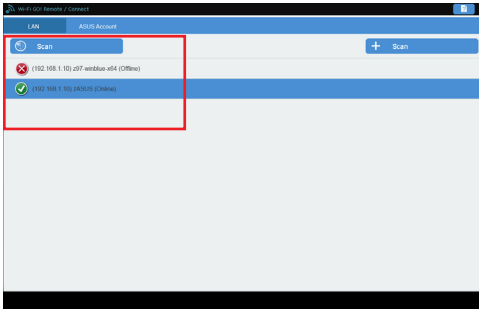 Wi-Fi GO! Remote / Connect
LAN ASUS Account
Scan Scan
(192.168.1.10) z97-winblue-x64 (Offline)
(192.168.1.10) zASUS (Online)